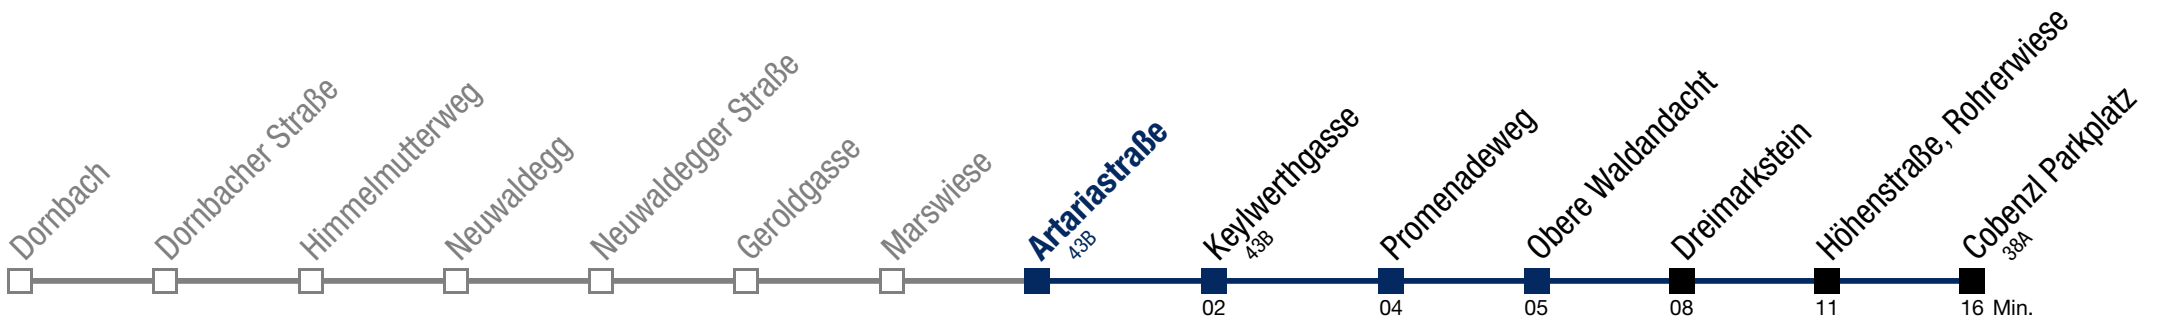 Dornbach
Dornbacher Straße
Himmelmutterweg
Neuwaldegg
Neuwaldegger Straße
Geroldgasse
Marswiese
Artariastraße
43B
Keylwerthgasse
43B
Promenadeweg
Obere Waldandacht
Dreimarkstein
Höhenstraße, Rohrerwiese
Cobenzl Parkplatz
38A
02 04 05 08 11 16 Min.